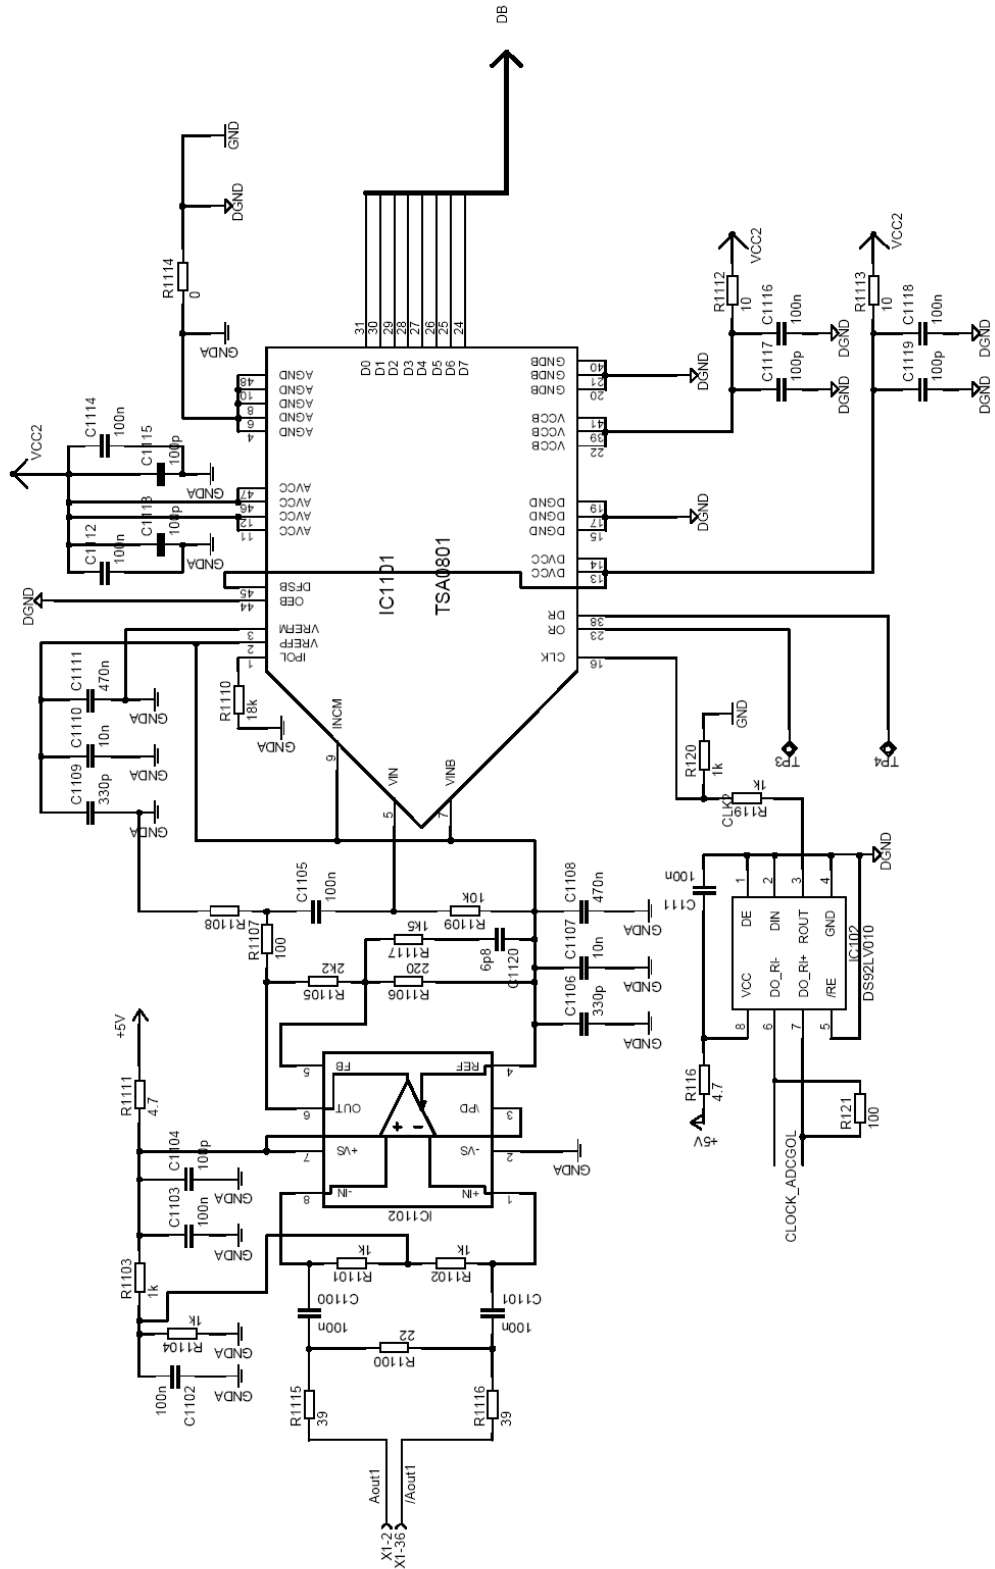 DB
GND
DGND
R1114
0
GNDA
VCC2
C1114
100n
C1115
100p
GNDA
C1113
100p
C1112
100n
GNDA
DGND
31
30
29
28
27
26
25
24
D0
D1
D2
D3
D4
D5
D6
D7
AGND
AGND
AGND
AGND
AGND
48
10
8
6
4
AVCC
AVCC
AVCC
AVCC
47
46
12
11
DFSB
45
OEB
44
VREFM
3
VREFP
2
IPOL
1
GNDB
GNDB
GNDB
40
21
20
VCCB
VCCB
VCCB
41
39
22
DGND
DGND
DGND
19
17
15
DVCC
DVCC
14
13
DR
38
OR
23
CLK
16
IC1101
TSA0801
INCM
9
VIN
5
VINB
7
R1112
10
VCC2
C1116
100n
DGND
C1117
100p
DGND
DGND
R1113
10
VCC2
C1118
100n
DGND
C1119
100p
DGND
DGND
C1111
470n
GNDA
C1110
10n
GNDA
C1109
330p
GNDA
R1110
18k
GNDA
R120
1k
GND
CLK2
R119
1k
TP3
TP4
R1108
R1107
100
C1105
100n
R1109
10k
R1105
2k2
R1117
1k5
R1106
220
6p8
C1120
C1108
470n
GNDA
C1107
10n
GNDA
C1106
330p
GNDA
C111
100n
DGND
1
2
3
4
DE
DIN
ROUT
GND
VCC
DO_RI-
DO_RI+
/RE
8
6
7
5
IC102
DS92LV010
R116
4.7
+5V
R121
100
CLOCK_ADCGOL
+5V
R1111
4.7
C1104
100p
GNDA
C1103
100n
GNDA
R1103
1k
R1104
1k
GNDA
100n
C1102
GNDA
5
FB
6
OUT
7
+VS
8
-IN
REF
4
\PD
3
-VS
2
+IN
1
+
-
IC1102
GNDA
R1101
1k
R1102
1k
C1100
100n
C1101
100n
R1100
22
R1115
39
R1116
39
Aout1
/Aout1
X1-2
X1-36